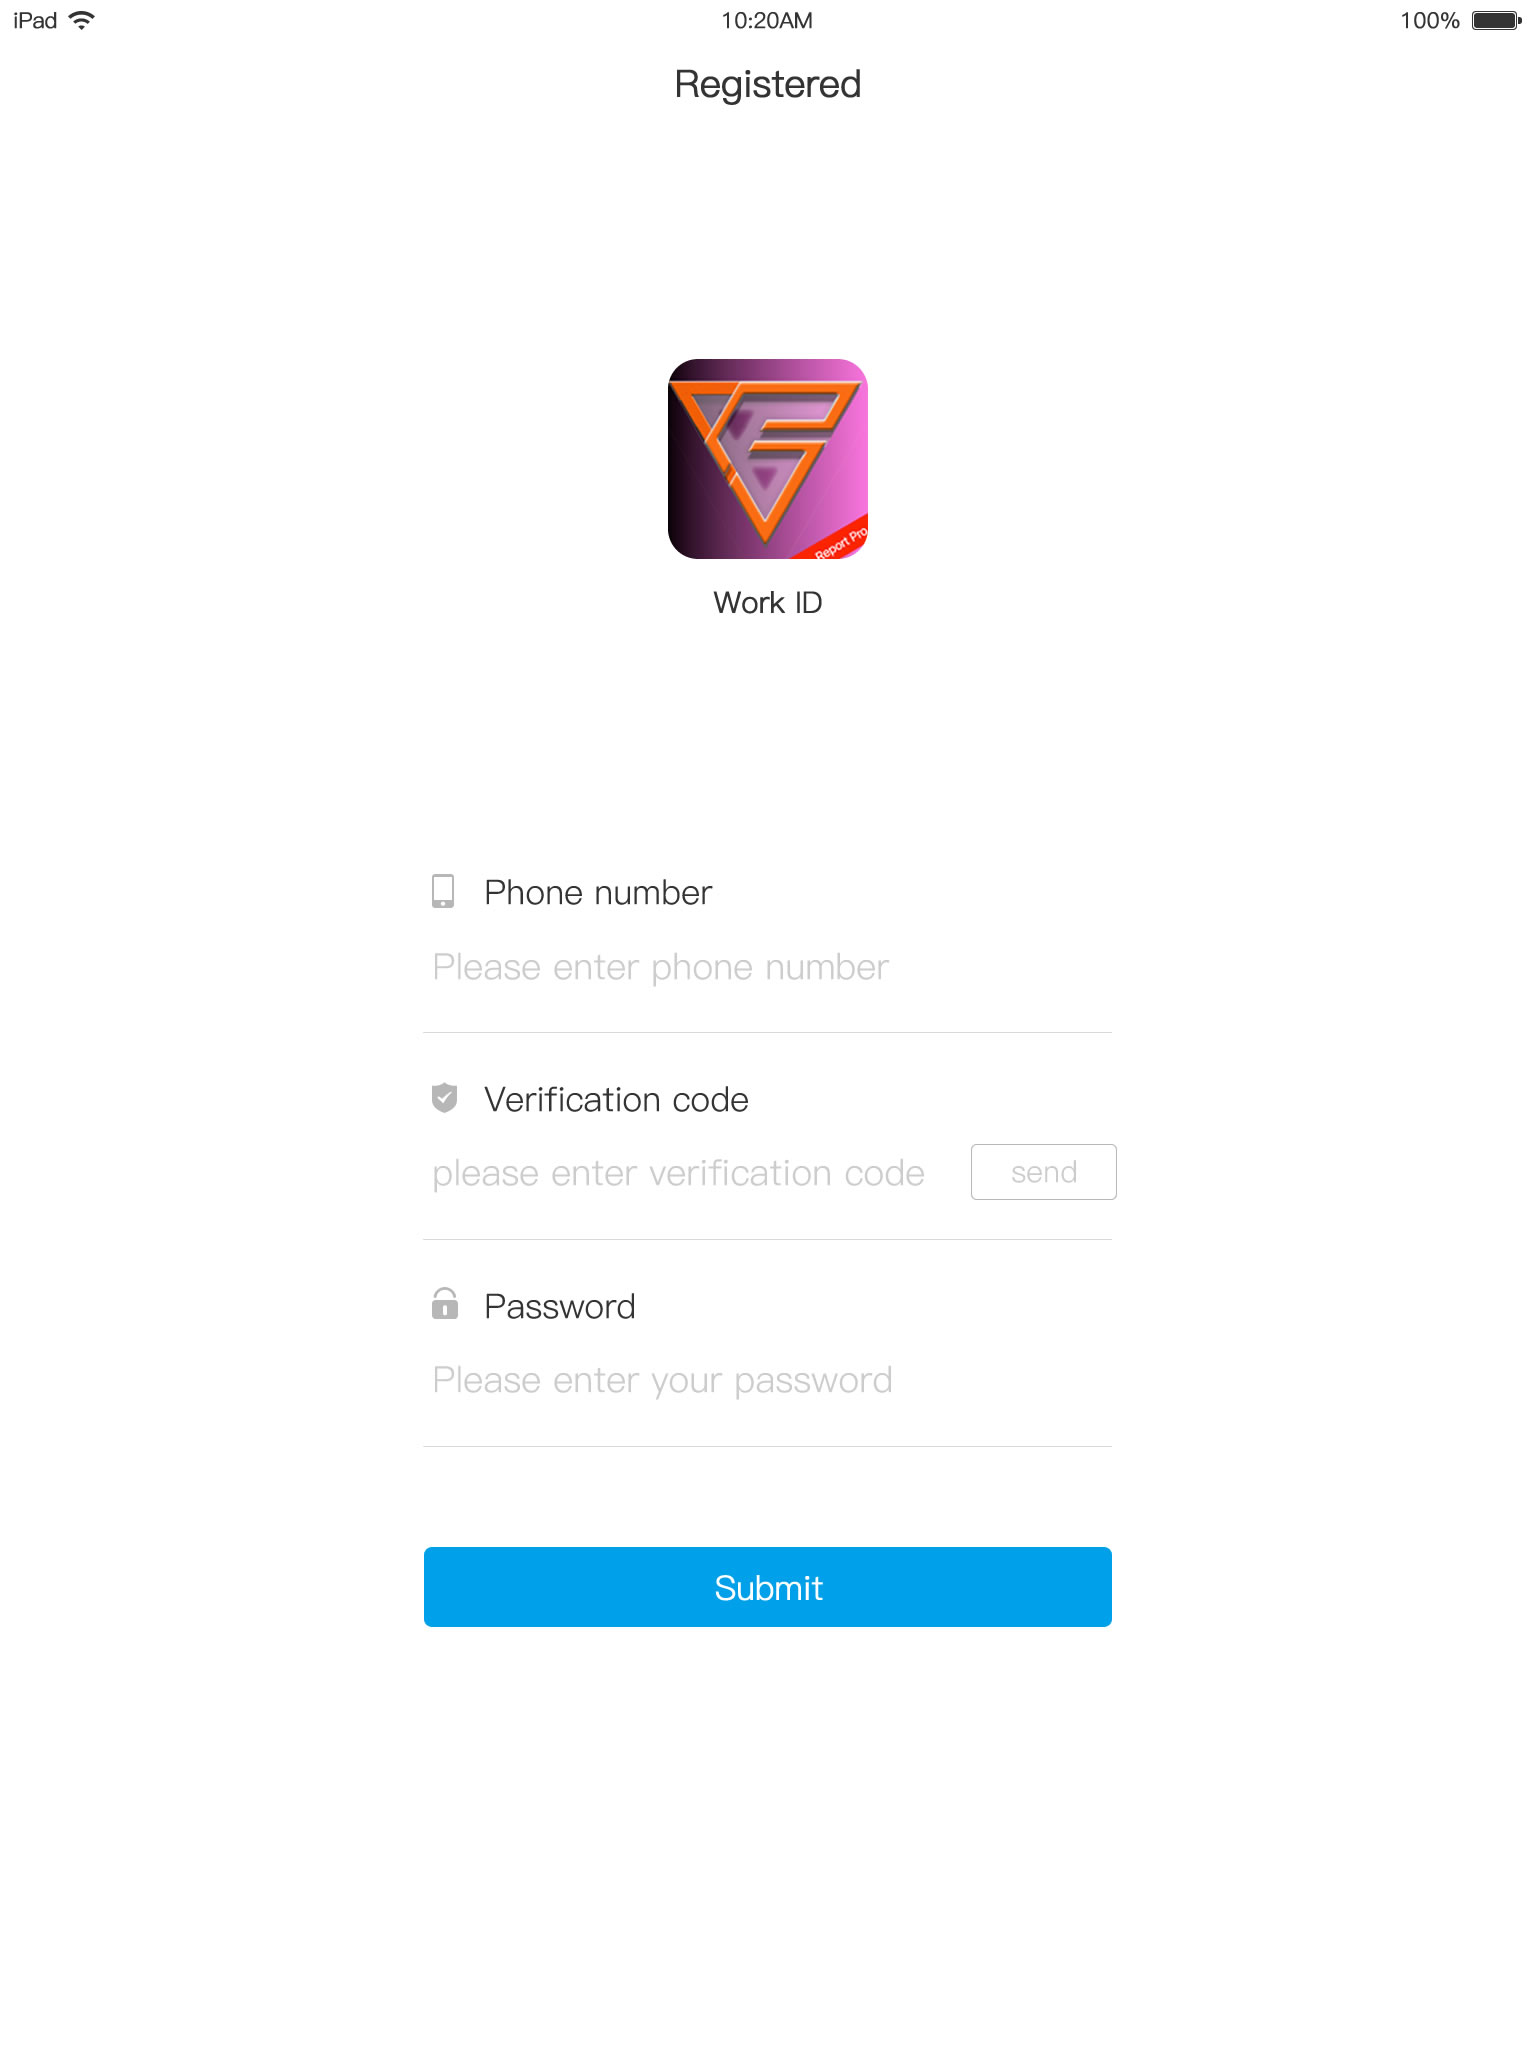 iPad 10:20AM 100%
Registered
Report Pro
Work ID
Phone number
Please enter phone number
Verification code
please enter verification code send
Password
Please enter your password
Submit